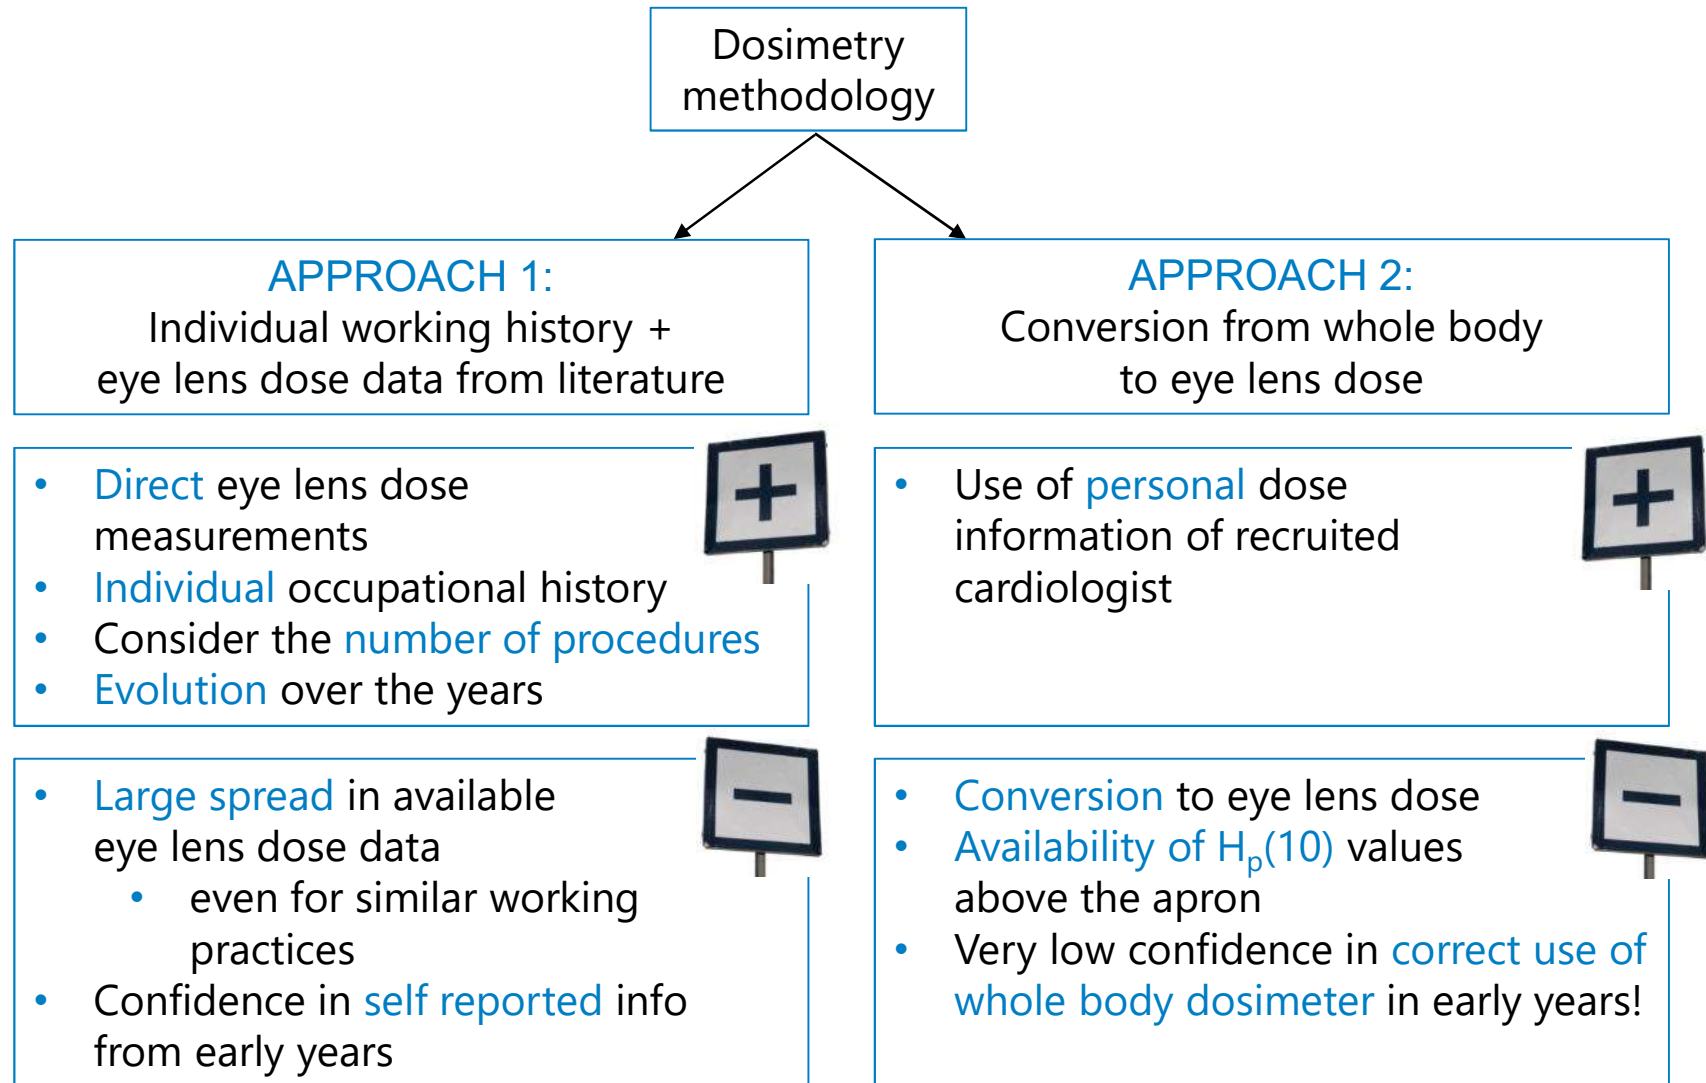 Dosimetry
methodology
APPROACH 1:
Individual working history +
eye lens dose data from literature
APPROACH 2:
Conversion from whole body
to eye lens dose
• Direct eye lens dose
measurements
• Individual occupational history
• Consider the number of procedures
• Evolution over the years
• Use of personal dose
information of recruited
cardiologist
• Large spread in available
eye lens dose data
• even for similar working
practices
• Confidence in self reported info
from early years
• Conversion to eye lens dose
• Availability of Hp(10) values
above the apron
• Very low confidence in correct use of
whole body dosimeter in early years!